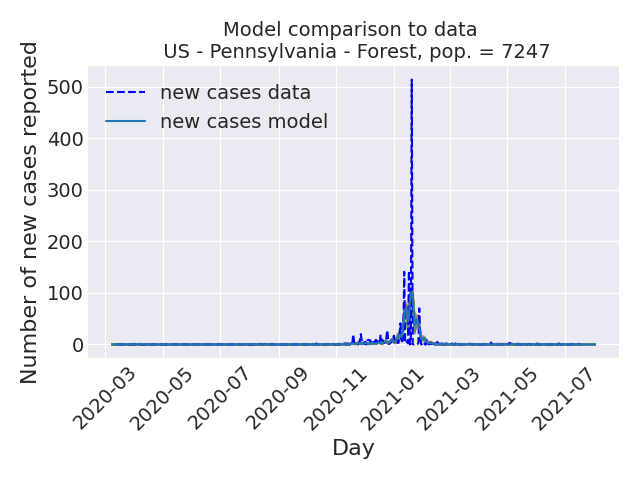 Model comparison to data
US - Pennsylvania - Forest, pop. = 7247
Number of new cases reported
500
400
300
200
100
0
new cases data
new cases model
2020-03
2020-05
2020-07
2020-09
2020-11
2021-01
2021-03
2021-05
2021-07
Day